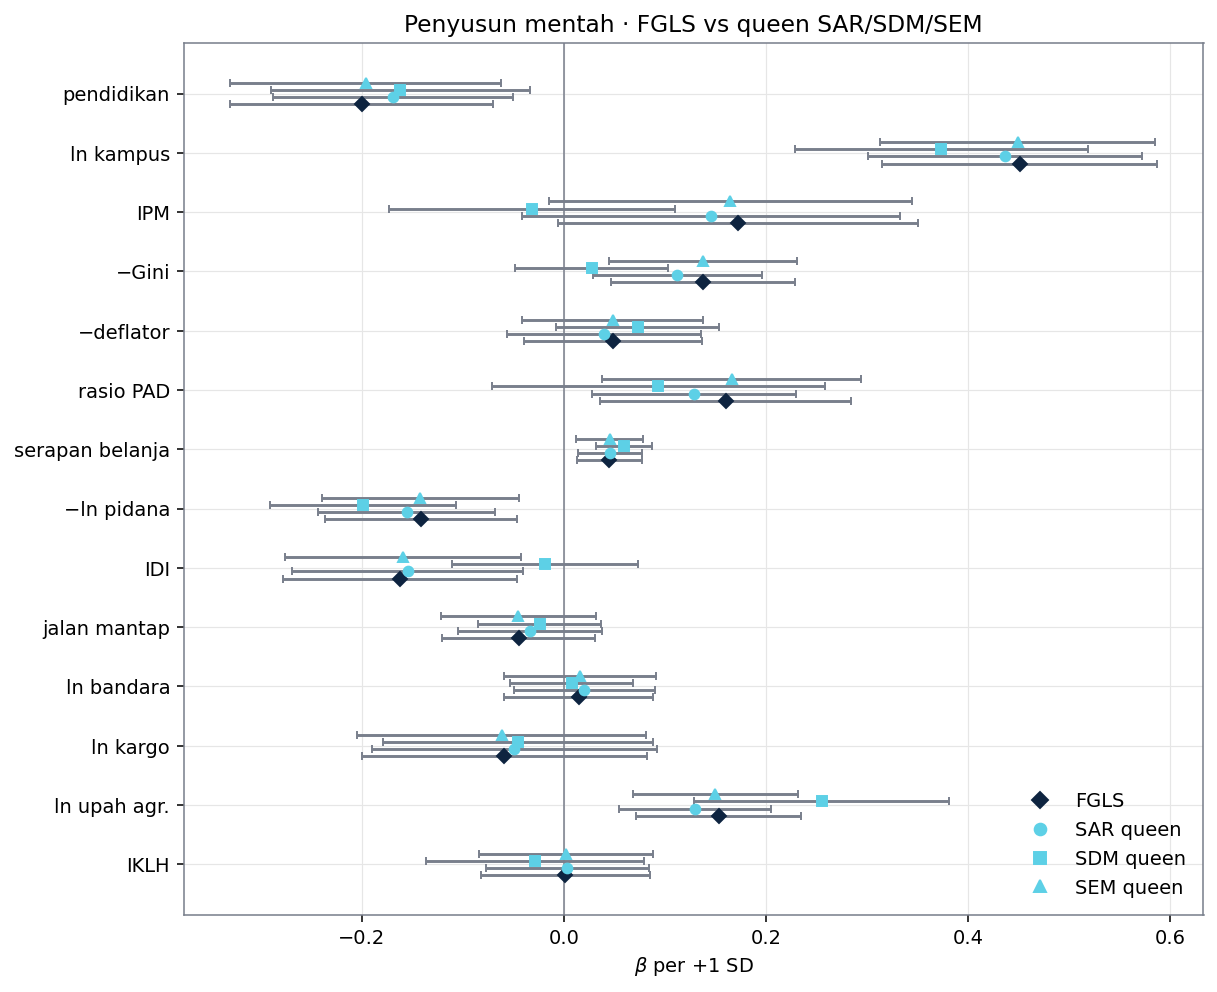 Penyusun mentah · FGLS vs queen SAR/SDM/SEM
pendidikan
ln kampus
IPM
−Gini
−deflator
rasio PAD
serapan belanja
−ln pidana
IDI
jalan mantap
ln bandara
ln kargo
ln upah agr.
IKLH
FGLS
SAR queen
SDM queen
SEM queen
−0.2 0.0 0.2 0.4 0.6
β per +1 SD